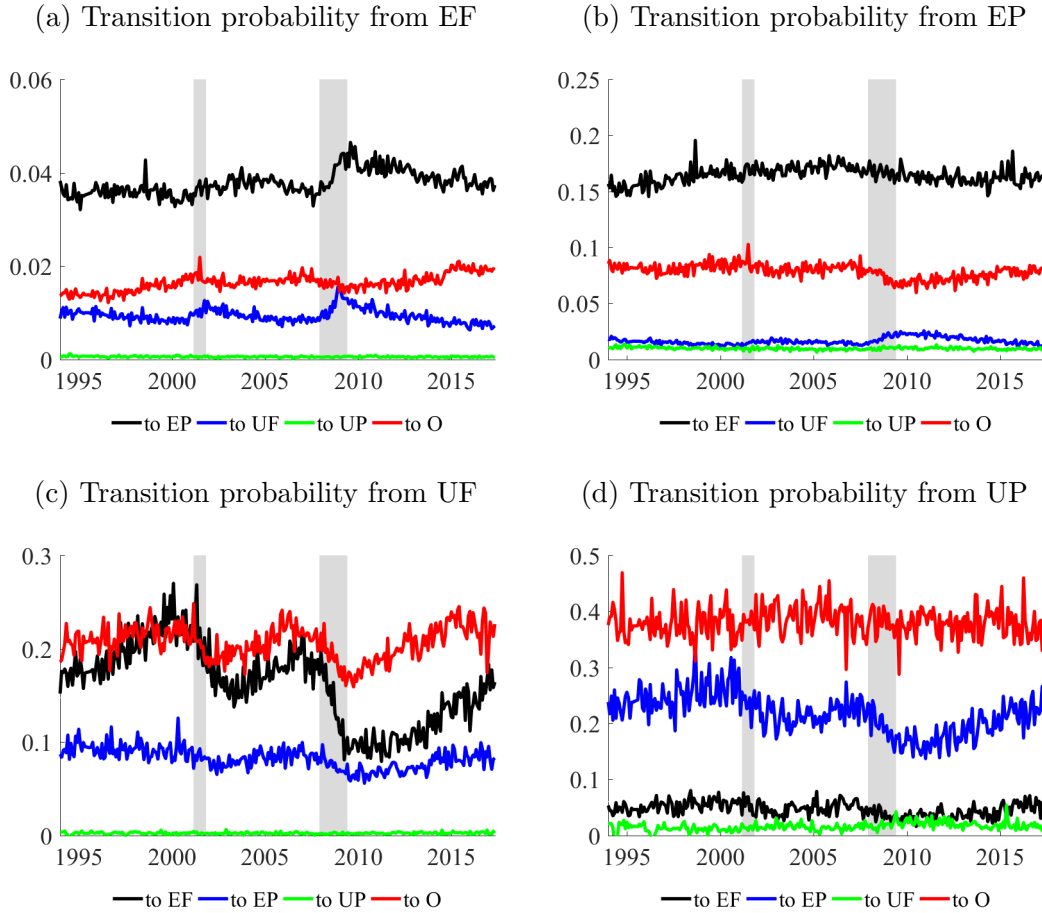 (a) Transition probability from EF
0.06
0.04
0.02
0
1995 2000 2005 2010 2015
to EP to UF to UP to O
(b) Transition probability from EP
0.25
0.2
0.15
0.1
0.05
0
1995 2000 2005 2010 2015
to EF to UF to UP to O
(c) Transition probability from UF
0.3
0.2
0.1
0
1995 2000 2005 2010 2015
to EF to EP to UP to O
(d) Transition probability from UP
0.5
0.4
0.3
0.2
0.1
0
1995 2000 2005 2010 2015
to EF to EP to UF to O